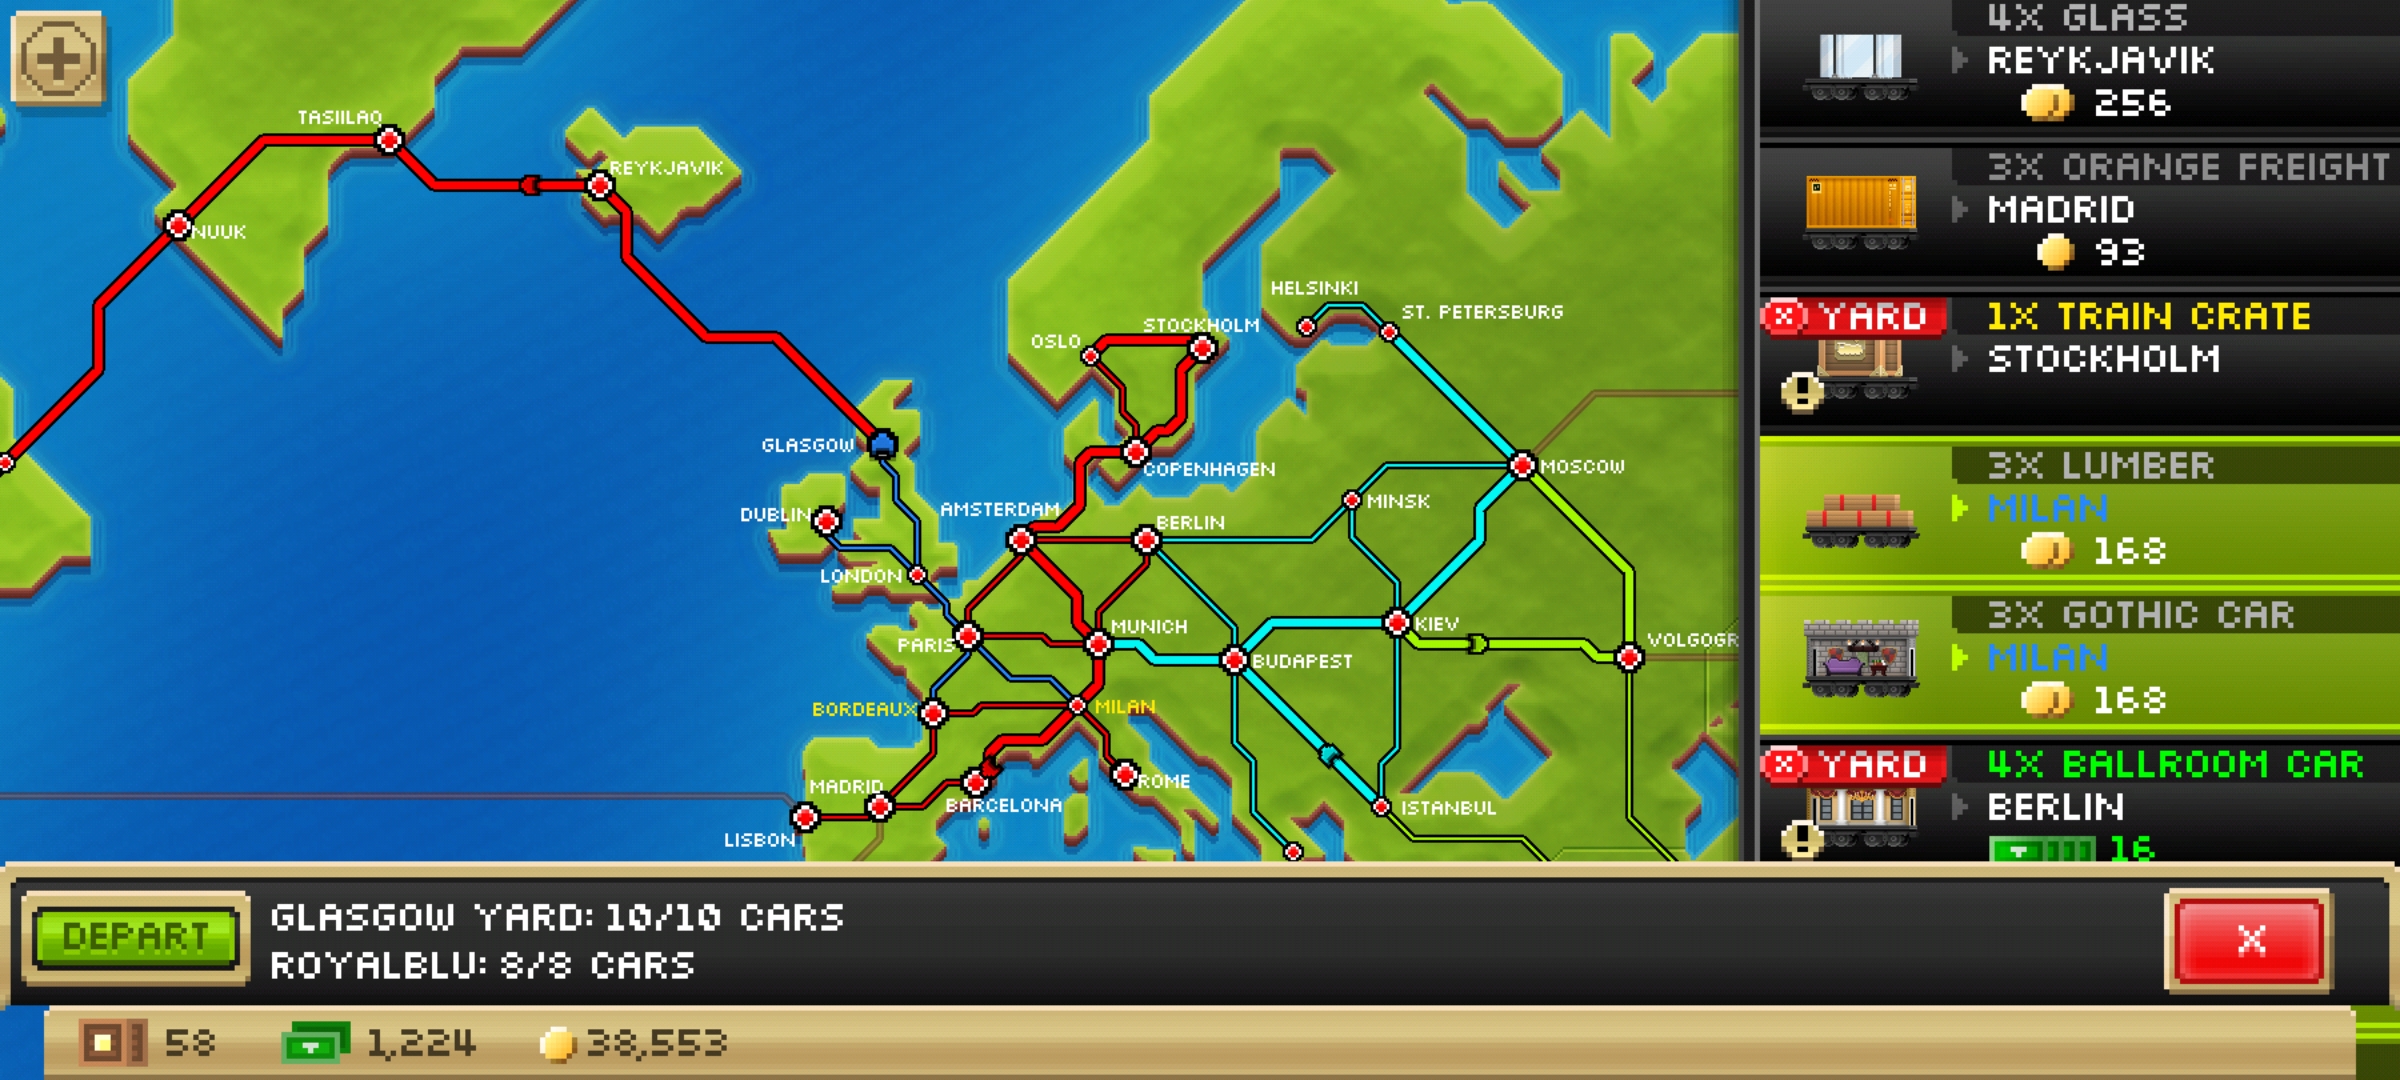 TASIILAQ
REYKJAVIK
NUUK
HELSINKI
ST. PETERSBURG
STOCKHOLM
OSLO
GLASGOW
COPENHAGEN
MOSCOW
MINSK
AMSTERDAM
DUBLIN
BERLIN
LONDON
MUNICH
KIEV
PARIS
VOLGOGR
BUDAPEST
BORDEAUX
MILAN
MADRID
ROME
BARCELONA
ISTANBUL
LISBON
4X GLASS
REYKJAVIK
256
3X ORANGE FREIGHT
MADRID
93
YARD
1X TRAIN CRATE
STOCKHOLM
3X LUMBER
MILAN
168
3X GOTHIC CAR
MILAN
168
YARD
4X BALLROOM CAR
BERLIN
16
DEPART
GLASGOW YARD: 10/10 CARS
ROYALBLU: 8/8 CARS
X
58
1,224
38,553